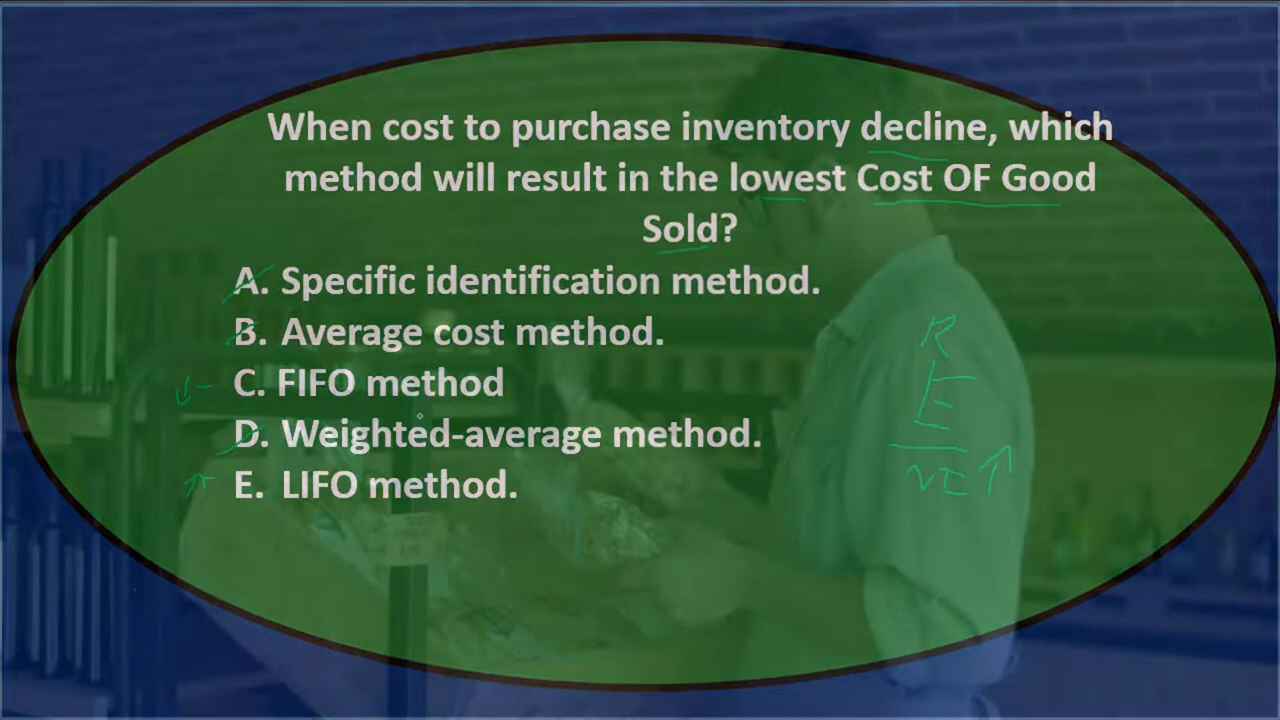 When cost to purchase inventory decline, which
method will result in the lowest Cost OF Good
Sold?
A. Specific identification method.
B. Average cost method.
C. FIFO method
D. Weighted-average method.
E. LIFO method.
R
E
NI ↑